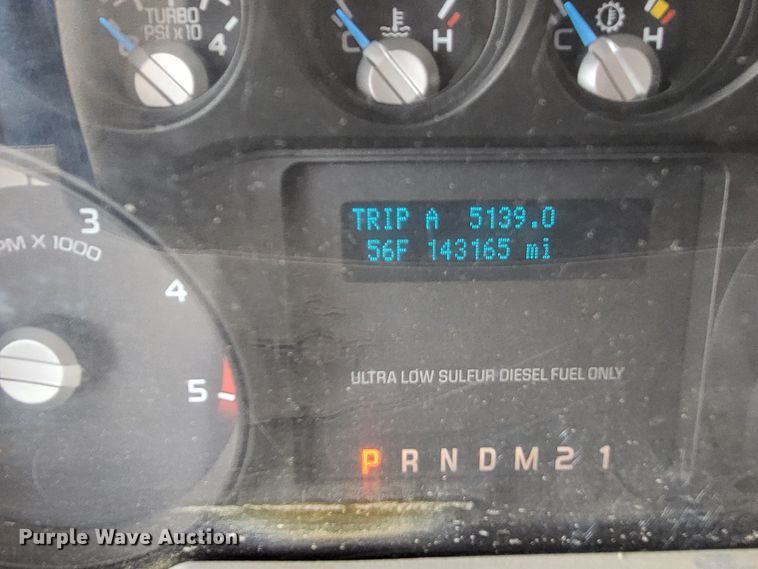 TURBO
PSI x 10
0 4
C H
C H
TRIP A 5139.0
56F 143165 mi
3
PM X 1000
4
5
ULTRA LOW SULFUR DIESEL FUEL ONLY
P R N D M 2 1
Purple Wave Auction